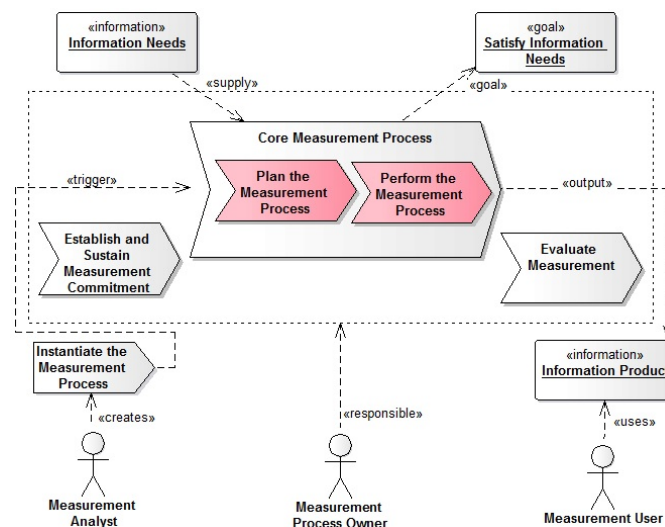 «information»
Information Needs
«goal»
Satisfy Information
Needs
«supply»
«goal»
Core Measurement Process
«trigger»
Plan the
Measurement
Process
Perform the
Measurement
Process
«output»
Establish and
Sustain
Measurement
Commitment
Evaluate
Measurement
Instantiate the
Measurement
Process
«information»
Information Produc
«creates»
«responsible»
«uses»
Measurement
Analyst
Measurement
Process Owner
Measurement User